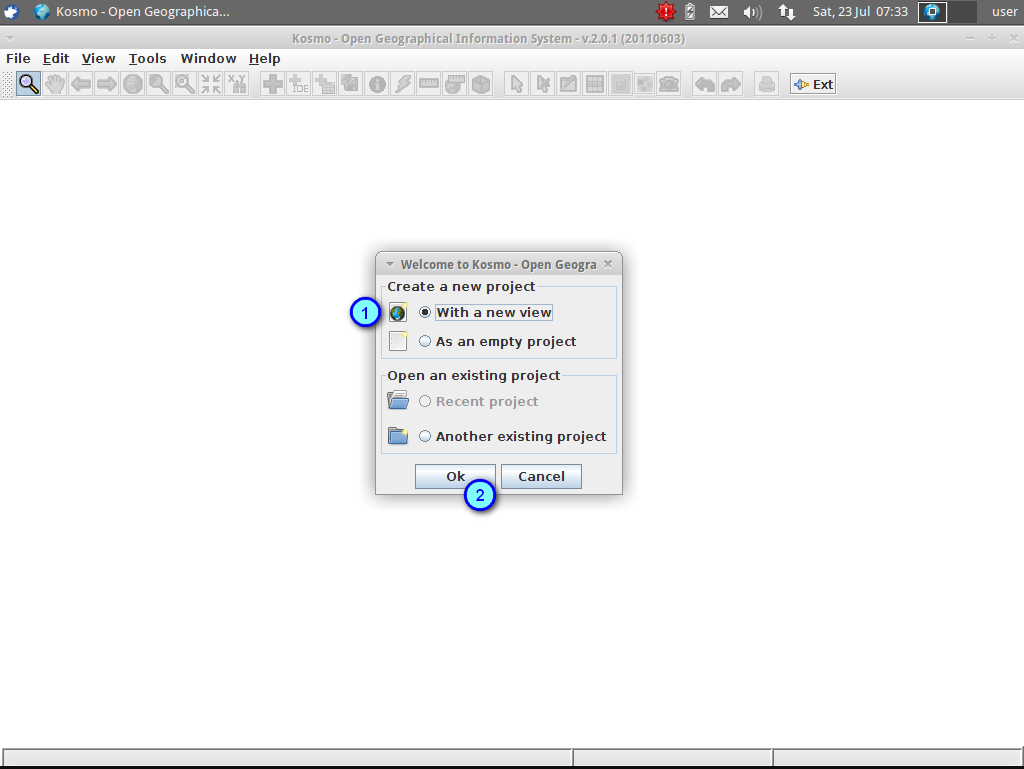 Kosmo - Open Geographica... Sat, 23 Jul 07:33 user
Kosmo - Open Geographical Information System - v.2.0.1 (20110603)
File Edit View Tools Window Help
X,Y IDE Ext
Welcome to Kosmo - Open Geogra
Create a new project
1 With a new view
As an empty project
Open an existing project
Recent project
Another existing project
Ok Cancel
2